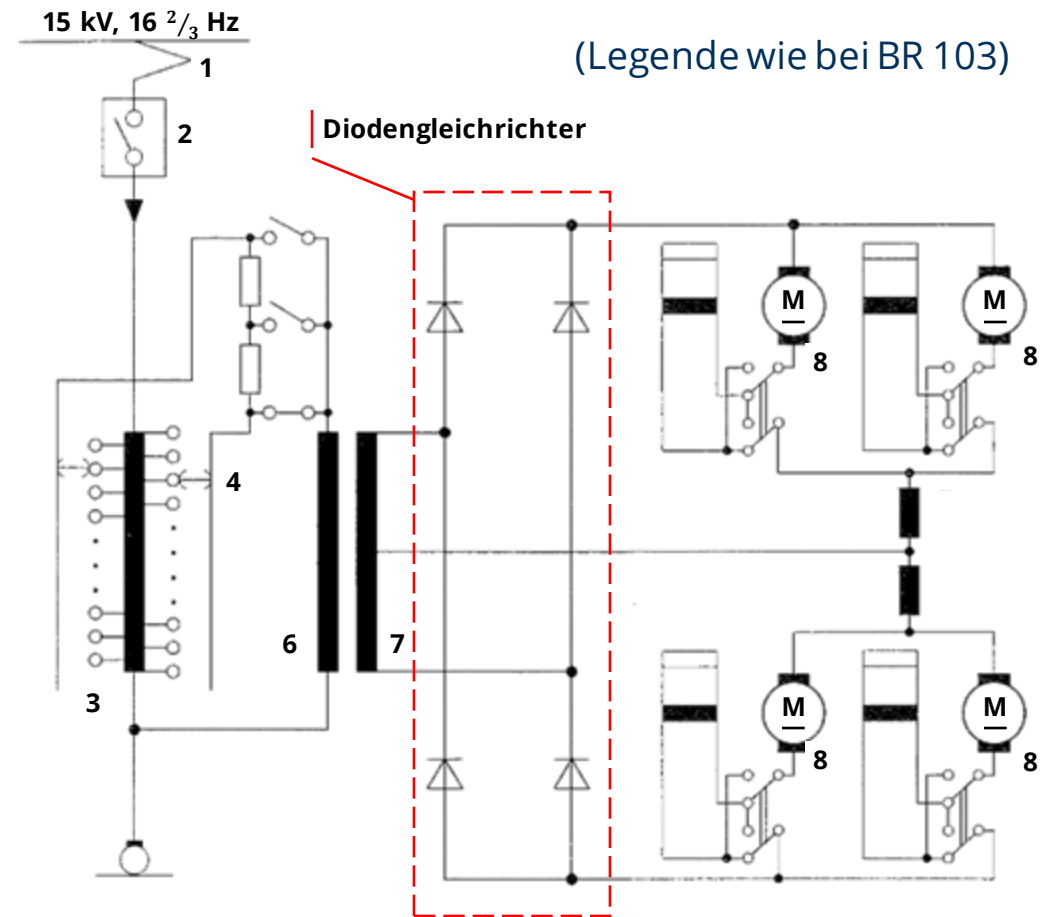 15 kV, 16 ²/₃ Hz
(Legende wie bei BR 103)
1
2
Diodengleichrichter
M
M
8
8
4
6
7
3
M
M
8
8